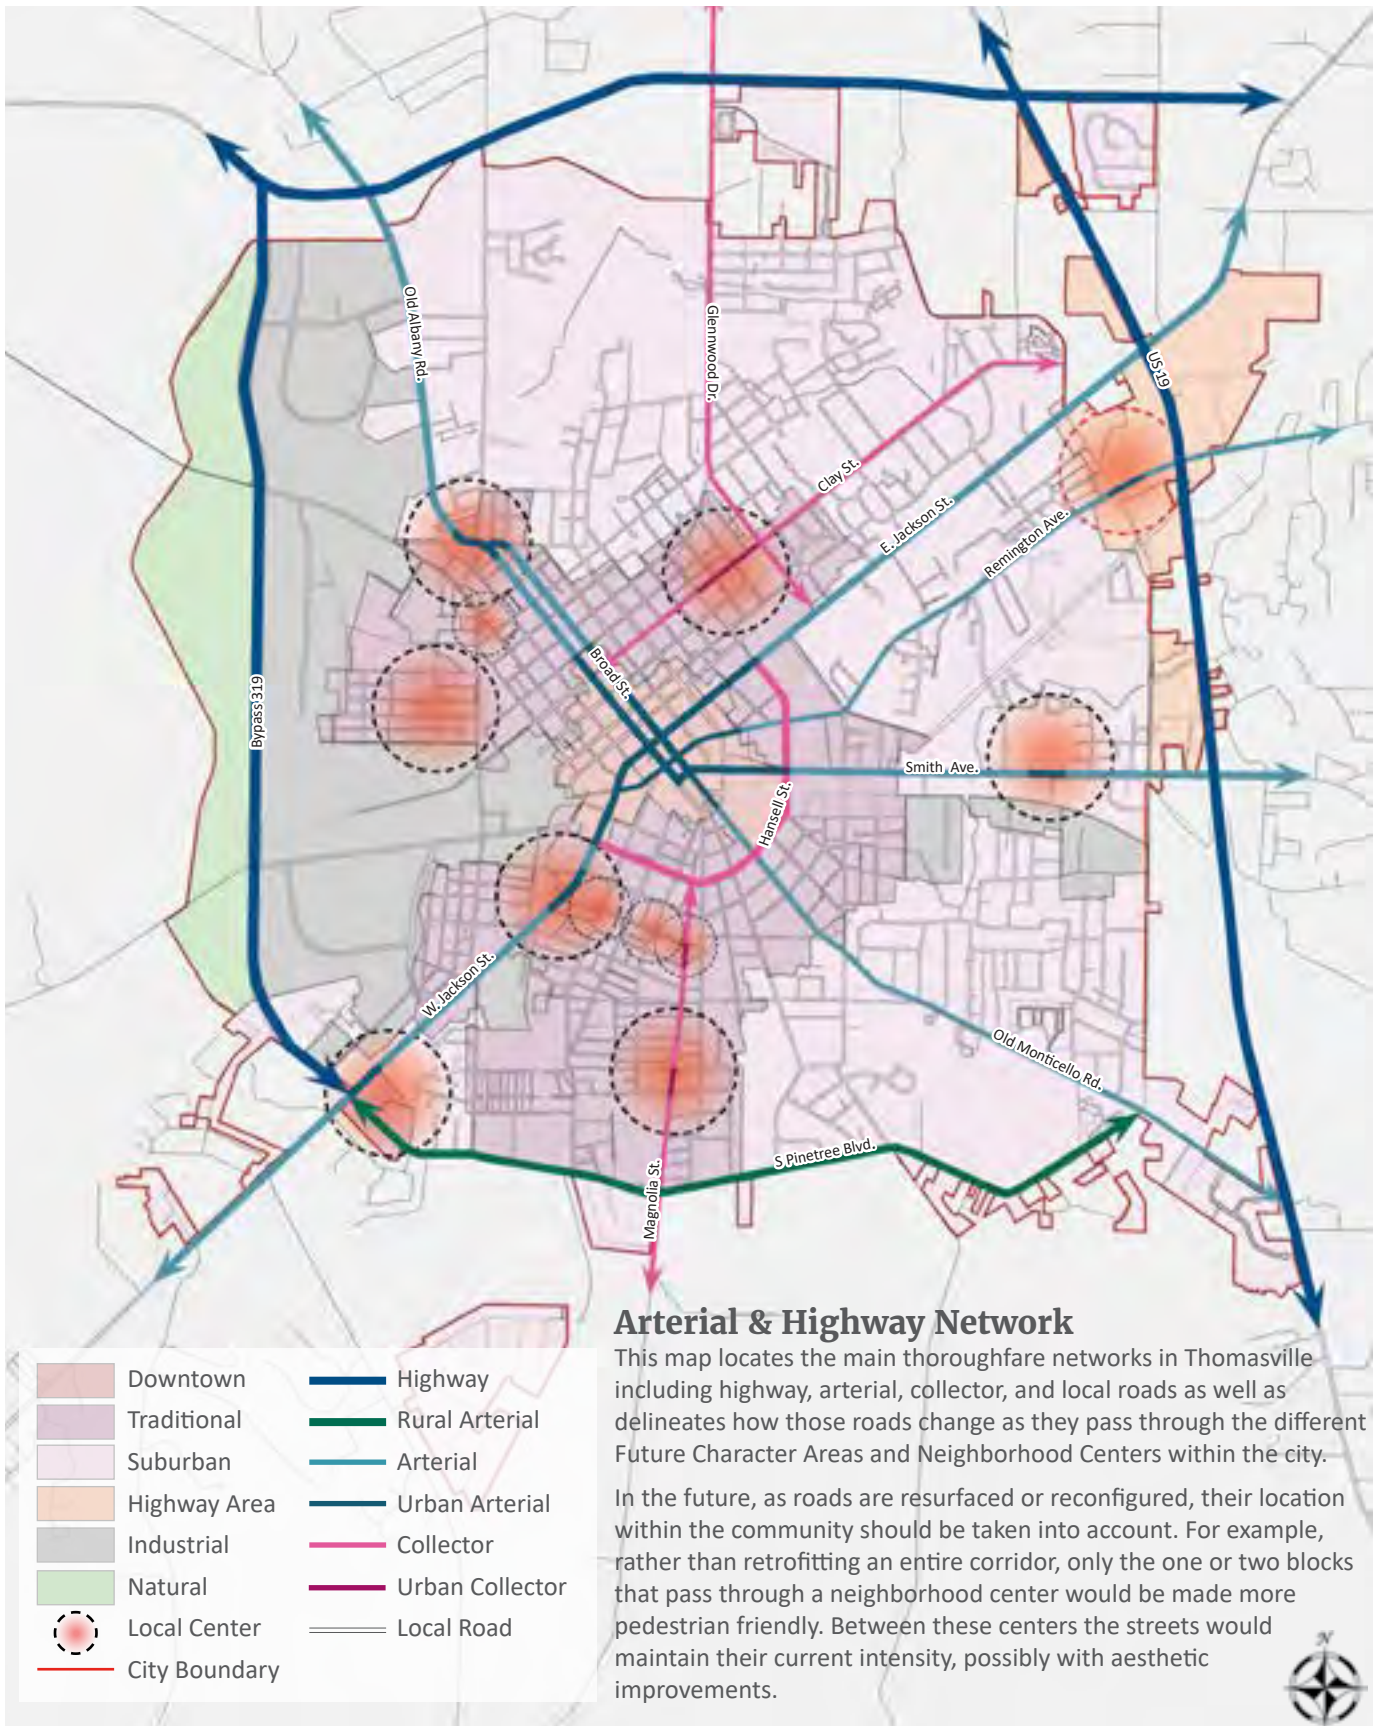 Old Albany Rd.
Glennwood Dr.
US 19
Clay St.
E. Jackson St.
Remington Ave.
Broad St.
Bypass 319
Smith Ave.
Hansell St.
W. Jackson St.
Old Monticello Rd.
S Pinetree Blvd.
Magnolia St.
Arterial & Highway Network
This map locates the main thoroughfare networks in Thomasville
including highway, arterial, collector, and local roads as well as
delineates how those roads change as they pass through the different
Future Character Areas and Neighborhood Centers within the city.
In the future, as roads are resurfaced or reconfigured, their location
within the community should be taken into account. For example,
rather than retrofitting an entire corridor, only the one or two blocks
that pass through a neighborhood center would be made more
pedestrian friendly. Between these centers the streets would
maintain their current intensity, possibly with aesthetic
improvements.
Downtown
Traditional
Suburban
Highway Area
Industrial
Natural
Local Center
City Boundary
Highway
Rural Arterial
Arterial
Urban Arterial
Collector
Urban Collector
Local Road
N